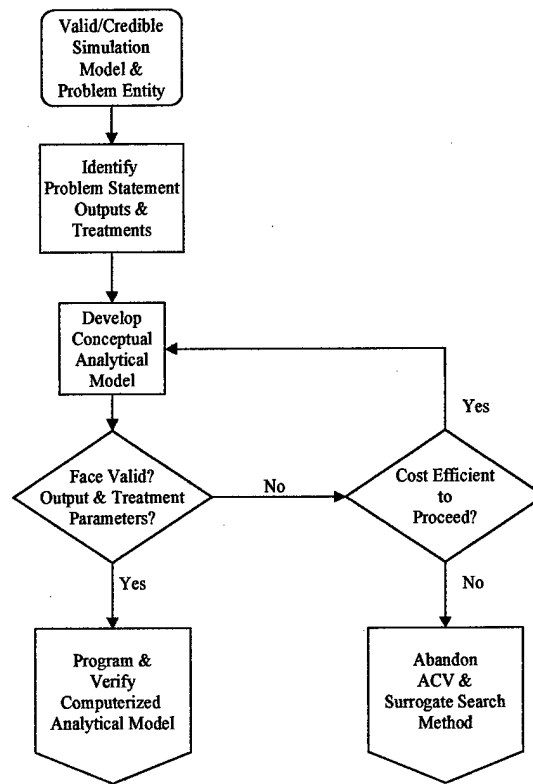 Valid/Credible
Simulation
Model &
Problem Entity
Identify
Problem Statement
Outputs &
Treatments
Develop
Conceptual
Analytical
Model
Yes
Face Valid?
Output & Treatment
Parameters?
No
Cost Efficient
to
Proceed?
Yes
No
Program &
Verify
Computerized
Analytical Model
Abandon
ACV &
Surrogate Search
Method